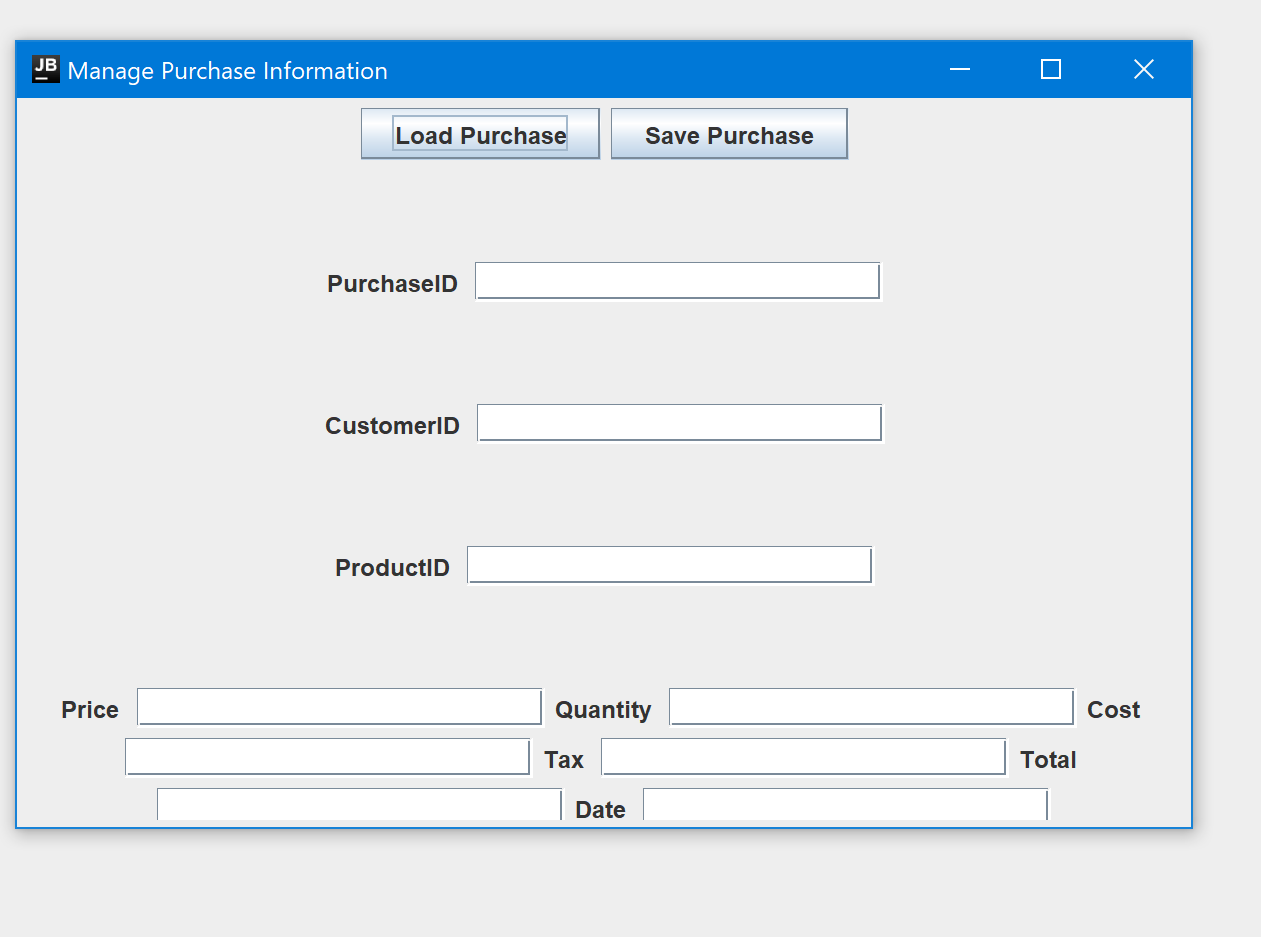 JB Manage Purchase Information
Load Purchase Save Purchase
PurchaseID
CustomerID
ProductID
Price Quantity Cost
Tax Total
Date